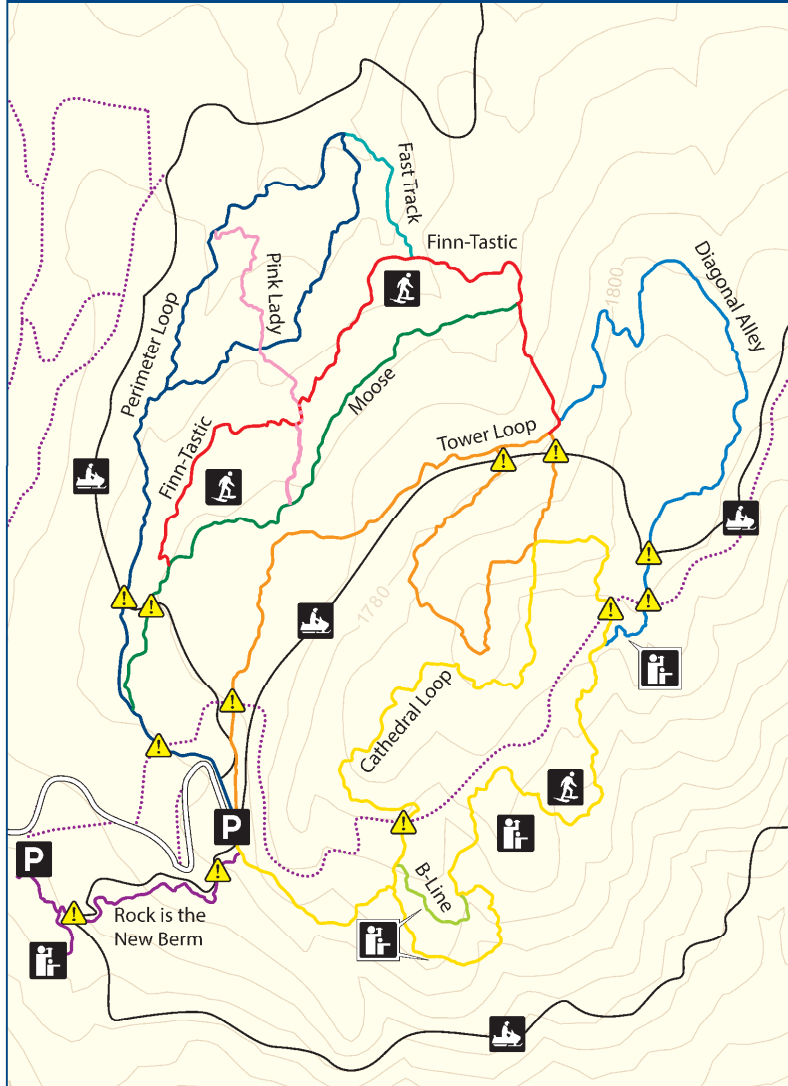 Fast Track
Finn-Tastic
Diagonal Alley
1800
Pink Lady
Perimeter Loop
Moose
Tower Loop
Finn-Tastic
1780
Cathedral Loop
P
P
B-Line
Rock is the
New Berm